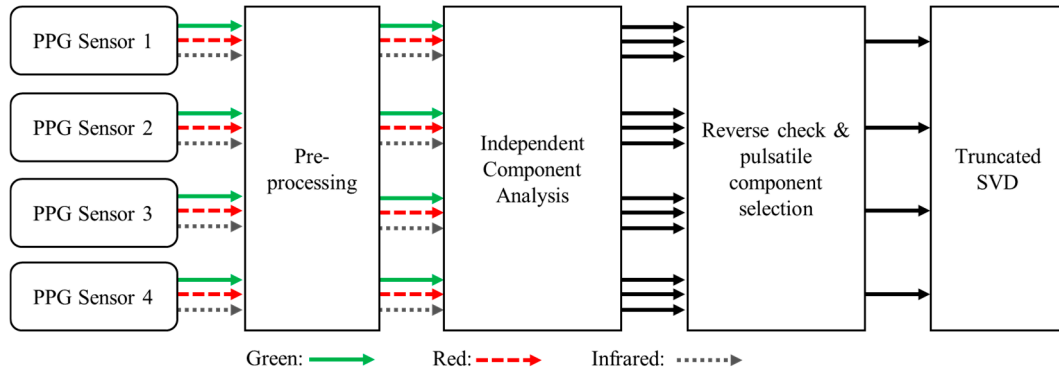 PPG Sensor 1
PPG Sensor 2
PPG Sensor 3
PPG Sensor 4
Pre-
processing
Independent
Component
Analysis
Reverse check &
pulsatile
component
selection
Truncated
SVD
Green:
Red:
Infrared: